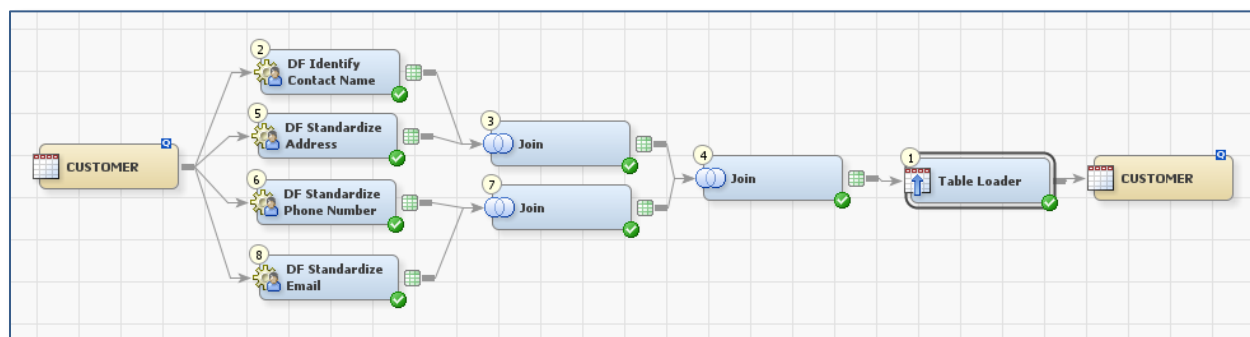 CUSTOMER
2
DF Identify
Contact Name
5
DF Standardize
Address
6
DF Standardize
Phone Number
8
DF Standardize
Email
3
Join
7
Join
4
Join
1
Table Loader
CUSTOMER